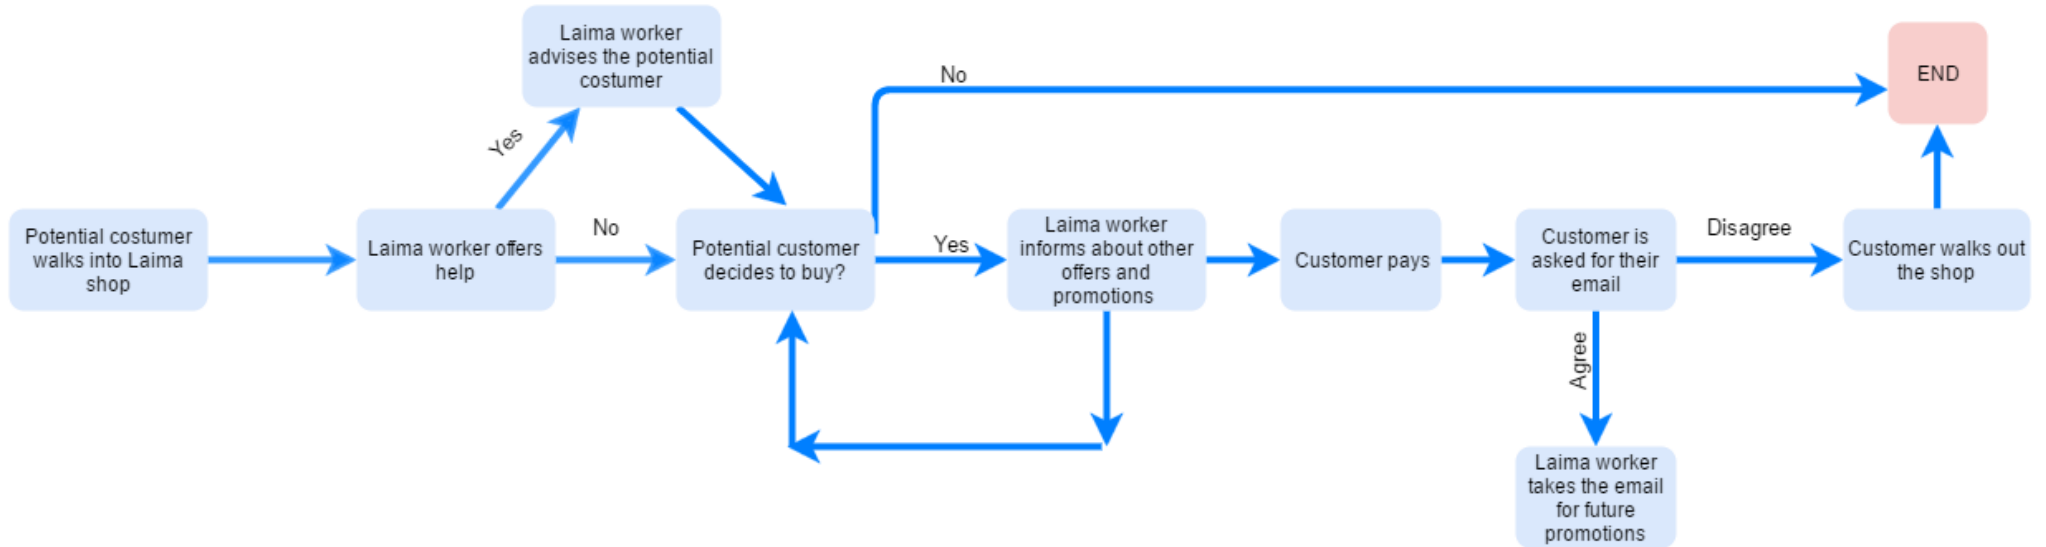 Laima worker
advises the potential
costumer
No
END
Yes
Potential costumer
walks into Laima
shop
Laima worker offers
help
No
Potential customer
decides to buy?
Yes
Laima worker
informs about other
offers and
promotions
Customer pays
Customer is
asked for their
email
Disagree
Customer walks out
the shop
Agree
Laima worker
takes the email
for future
promotions